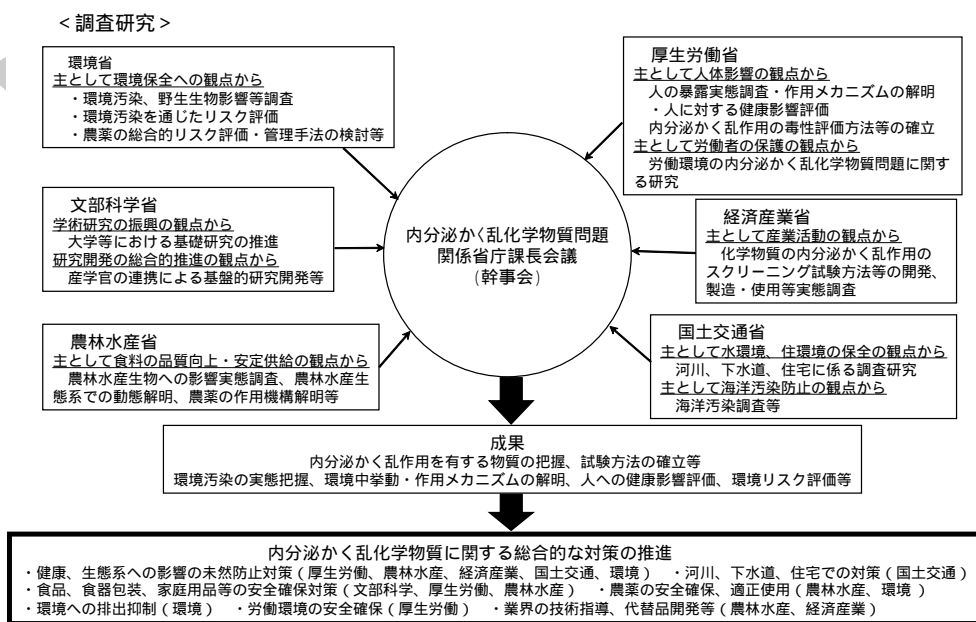 ＜調査研究＞
環境省
主として環境保全への観点から
・環境汚染、野生生物影響等調査
・環境汚染を通じたリスク評価
・農薬の総合的リスク評価・管理手法の検討等
文部科学省
学術研究の振興の観点から
大学等における基礎研究の推進
研究開発の総合的推進の観点から
産学官の連携による基盤的研究開発等
農林水産省
主として食料の品質向上・安定供給の観点から
農林水産生物への影響実態調査、農林水産生
態系での動態解明、農薬の作用機構解明等
内分泌かく乱化学物質問題
関係省庁課長会議
(幹事会)
厚生労働省
主として人体影響の観点から
人の暴露実態調査・作用メカニズムの解明
・人に対する健康影響評価
内分泌かく乱作用の毒性評価方法等の確立
主として労働者の保護の観点から
労働環境の内分泌かく乱化学物質問題に関す
る研究
経済産業省
主として産業活動の観点から
化学物質の内分泌かく乱作用の
スクリーニング試験方法等の開発、
製造・使用等実態調査
国土交通省
主として水環境、住環境の保全の観点から
河川、下水道、住宅に係る調査研究
主として海洋汚染防止の観点から
海洋汚染調査等
成果
内分泌かく乱作用を有する物質の把握、試験方法の確立等
環境汚染の実態把握、環境中挙動・作用メカニズムの解明、人への健康影響評価、環境リスク評価等
内分泌かく乱化学物質に関する総合的な対策の推進
・健康、生態系への影響の未然防止対策（厚生労働、農林水産、経済産業、国土交通、環境） ・河川、下水道、住宅での対策（国土交通）
・食品、食器包装、家庭用品等の安全確保対策（文部科学、厚生労働、農林水産） ・農薬の安全確保、適正使用（農林水産、環境）
・環境への排出抑制（環境） ・労働環境の安全確保（厚生労働） ・業界の技術指導、代替品開発等（農林水産、経済産業）